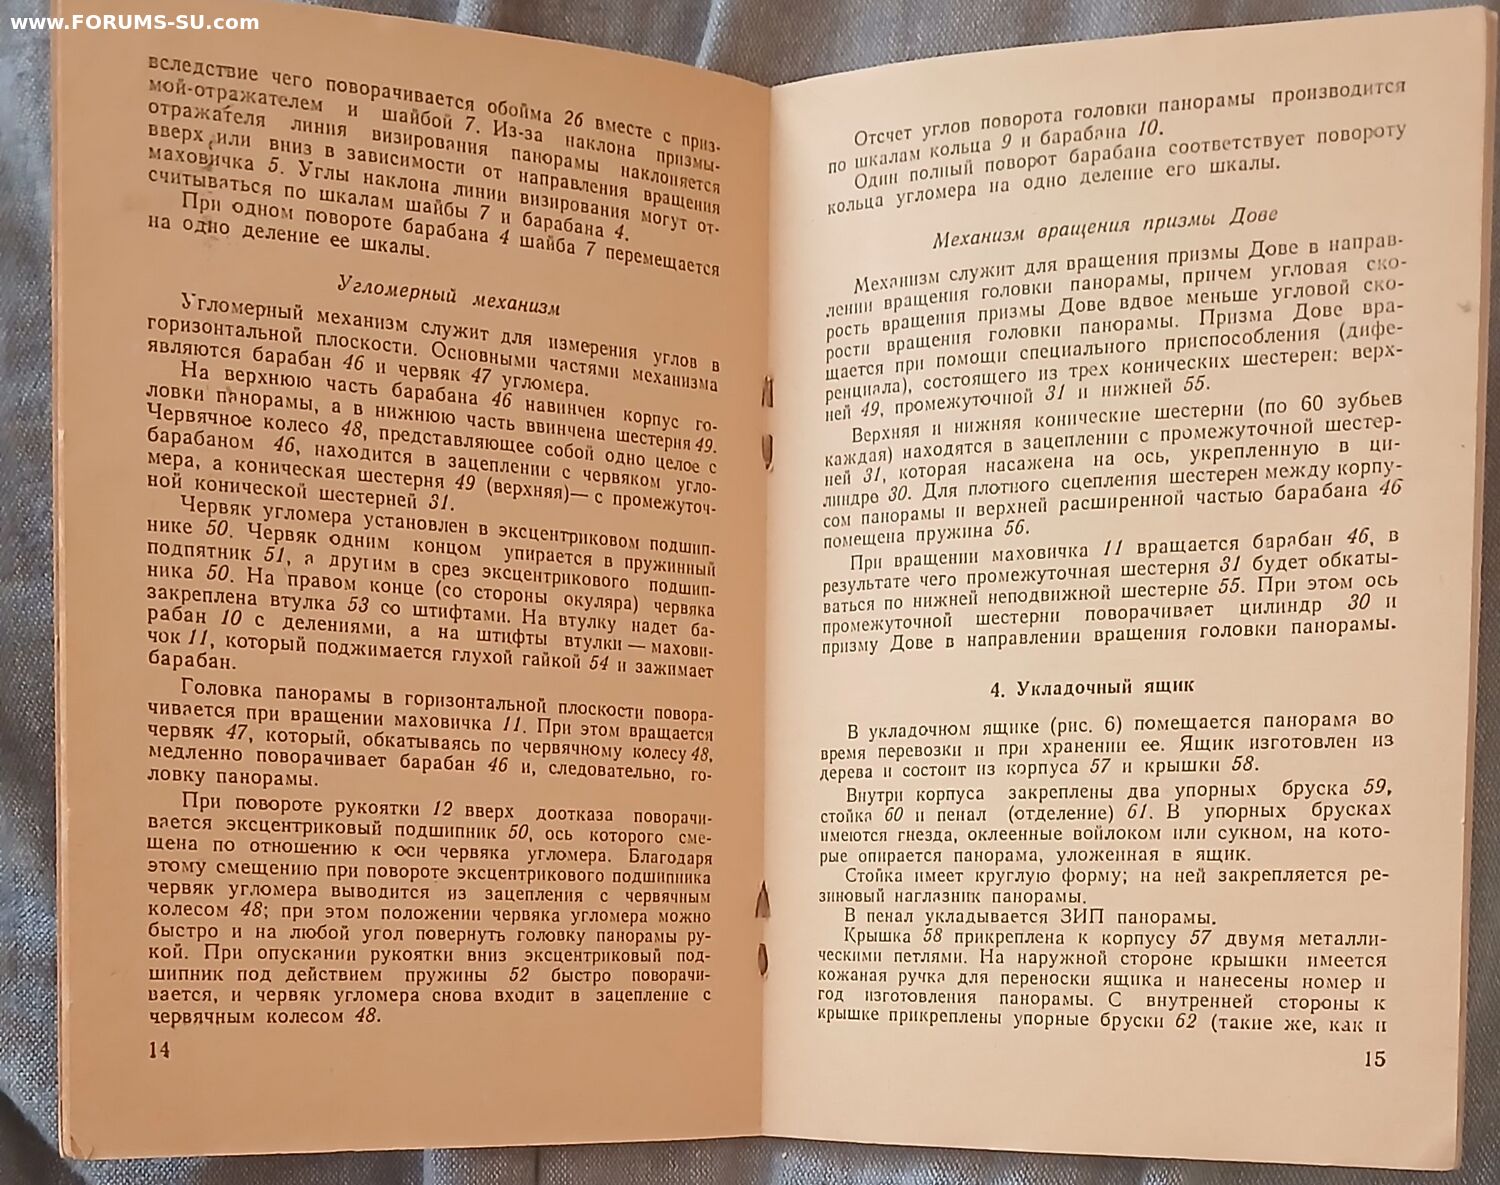 www.FORUMS-SU.com
вследствие чего поворачивается обойма 26 вместе с приз-
мой-отражателем и шайбой 7. Из-за наклона призмы-
отражателя линия визирования панорамы наклоняется
вверх или вниз в зависимости от направления вращения
маховичка 5. Углы наклона линии визирования могут от-
считываться по шкалам шайбы 7 и барабана 4.
При одном повороте барабана 4 шайба 7 перемещается
на одно деление ее шкалы.
Угломерный механизм
Угломерный механизм служит для измерения углов в
горизонтальной плоскости. Основными частями механизма
являются барабан 46 и червяк 47 угломера.
На верхнюю часть барабана 46 навинчен корпус го-
ловки панорамы, а в нижнюю часть ввинчена шестерня 49.
Червячное колесо 48, представляющее собой одно целое с
барабаном 46, находится в зацеплении с червяком угло-
мера, а коническая шестерня 49 (верхняя)— с промежуточ-
ной конической шестерней 31.
Червяк угломера установлен в эксцентриковом подшип-
нике 50. Червяк одним концом упирается в пружинный
подпятник 51, а другим в срез эксцентрикового подшип-
ника 50. На правом конце (со стороны окуляра) червяка
закреплена втулка 53 со штифтами. На втулку надет ба-
рабан 10 с делениями, а на штифты втулки — махови-
чок 11, который поджимается глухой гайкой 54 и зажимает
барабан.
Головка панорамы в горизонтальной плоскости повора-
чивается при вращении маховичка 11. При этом вращается
червяк 47, который, обкатываясь по червячному колесу 48,
медленно поворачивает барабан 46 и, следовательно, го-
ловку панорамы.
При повороте рукоятки 12 вверх доотказа поворачи-
вается эксцентриковый подшипник 50, ось которого сме-
щена по отношению к оси червяка угломера. Благодаря
этому смещению при повороте эксцентрикового подшипника
червяк угломера выводится из зацепления с червячным
колесом 48; при этом положении червяка угломера можно
быстро и на любой угол повернуть головку панорамы ру-
кой. При опускании рукоятки вниз эксцентриковый под-
шипник под действием пружины 52 быстро поворачи-
вается, и червяк угломера снова входит в зацепление с
червячным колесом 48.
14
Отсчет углов поворота головки панорамы производится
по шкалам кольца 9 и барабана 10.
Один полный поворот барабана соответствует повороту
кольца угломера на одно деление его шкалы.
Механизм вращения призмы Дове
Механизм служит для вращения призмы Дове в направ-
лении вращения головки панорамы, причем угловая ско-
рость вращения призмы Дове вдвое меньше угловой ско-
рости вращения головки панорамы. Призма Дове вра-
щается при помощи специального приспособления (дифе-
ренциала), состоящего из трех конических шестерен: верх-
ней 49, промежуточной 31 и нижней 55.
Верхняя и нижняя конические шестерни (по 60 зубьев
каждая) находятся в зацеплении с промежуточной шестер-
ней 31, которая насажена на ось, укрепленную в ци-
линдре 30. Для плотного сцепления шестерен между корпу-
сом панорамы и верхней расширенной частью барабана 46
помещена пружина 56.
При вращении маховичка 11 вращается барабан 46, в
результате чего промежуточная шестерня 31 будет обкаты-
ваться по нижней неподвижной шестерне 55. При этом ось
промежуточной шестерни поворачивает цилиндр 30 и
призму Дове в направлении вращения головки панорамы.
4. Укладочный ящик
В укладочном ящике (рис. 6) помещается панорама во
время перевозки и при хранении ее. Ящик изготовлен из
дерева и состоит из корпуса 57 и крышки 58.
Внутри корпуса закреплены два упорных бруска 59,
стойка 60 и пенал (отделение) 61. В упорных брусках
имеются гнезда, оклеенные войлоком или сукном, на кото-
рые опирается панорама, уложенная в ящик.
Стойка имеет круглую форму; на ней закрепляется ре-
зиновый наглазник панорамы.
В пенал укладывается ЗИП панорамы.
Крышка 58 прикреплена к корпусу 57 двумя металли-
ческими петлями. На наружной стороне крышки имеется
кожаная ручка для переноски ящика и нанесены номер и
год изготовления панорамы. С внутренней стороны к
крышке прикреплены упорные бруски 62 (такие же, как и
15